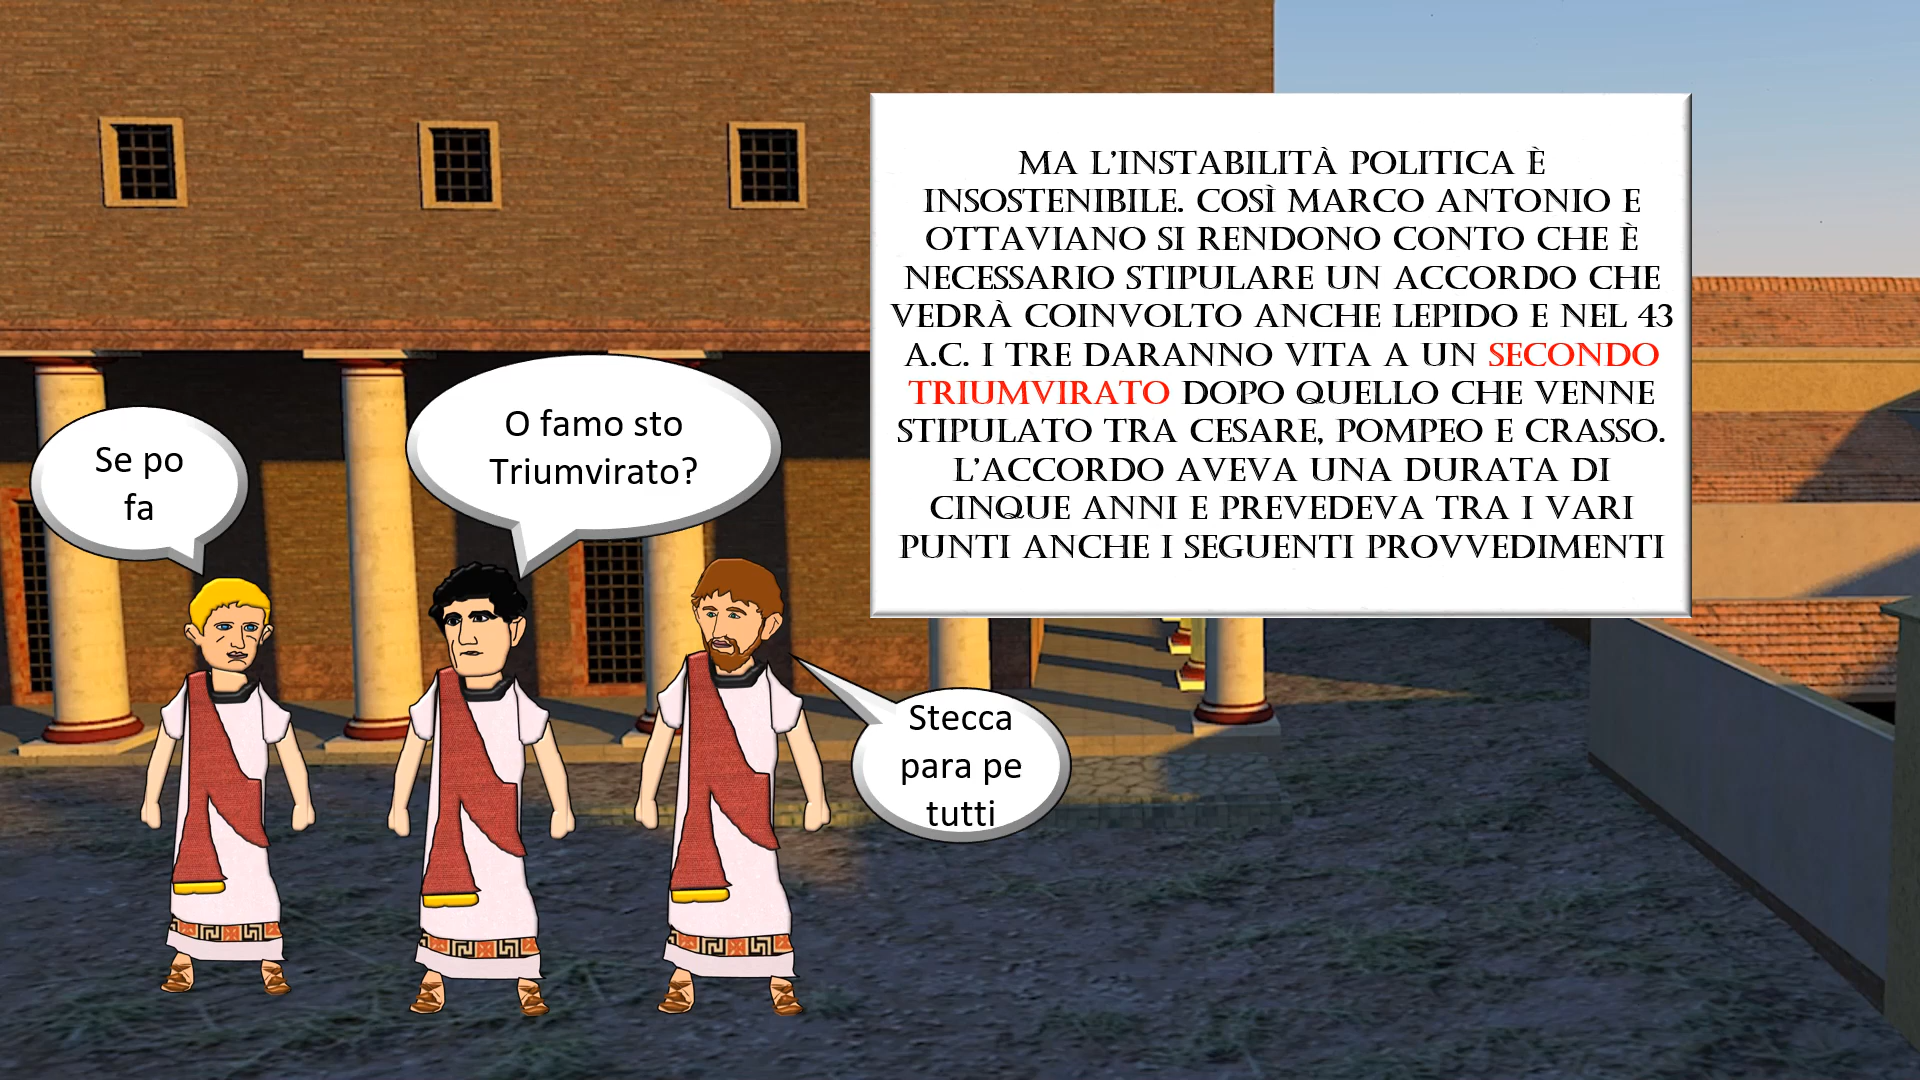 MA L'INSTABILITÀ POLITICA È
INSOSTENIBILE. COSÌ MARCO ANTONIO E
OTTAVIANO SI RENDONO CONTO CHE È
NECESSARIO STIPULARE UN ACCORDO CHE
VEDRÀ COINVOLTO ANCHE LEPIDO E NEL 43
A.C. I TRE DARANNO VITA A UN SECONDO
TRIUMVIRATO DOPO QUELLO CHE VENNE
STIPULATO TRA CESARE, POMPEO E CRASSO.
L'ACCORDO AVEVA UNA DURATA DI
CINQUE ANNI E PREVEDEVA TRA I VARI
PUNTI ANCHE I SEGUENTI PROVVEDIMENTI
Se po
fa
O famo sto
Triumvirato?
Stecca
para pe
tutti